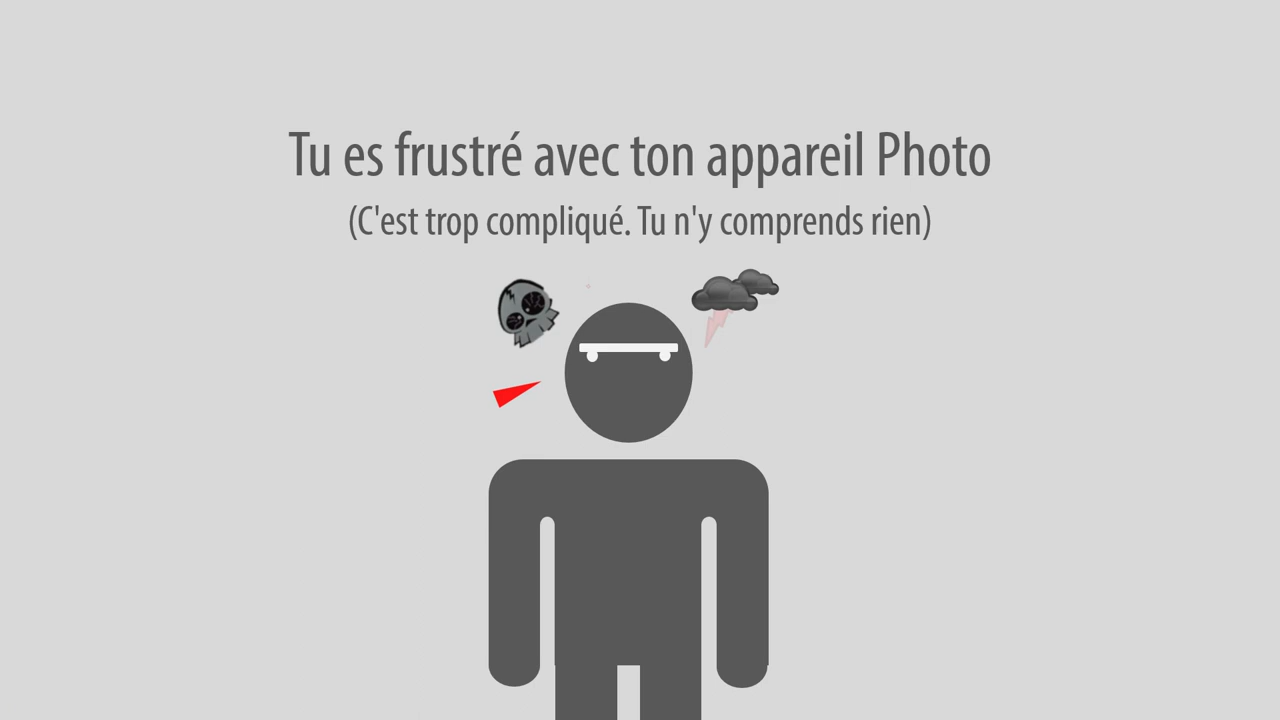 Tu es frustré avec ton appareil Photo
(C'est trop compliqué. Tu n'y comprends rien)